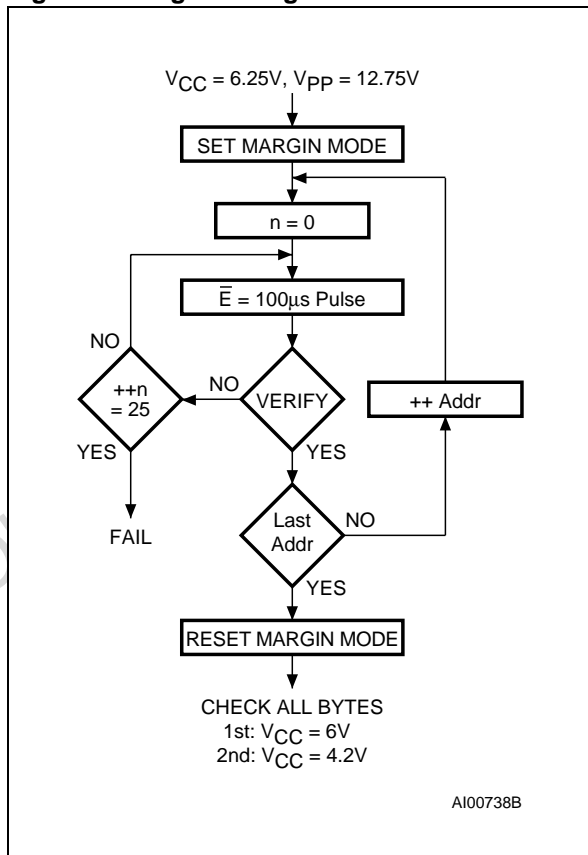 VCC = 6.25V, VPP = 12.75V
SET MARGIN MODE
n = 0
E̅ = 100μs Pulse
NO
++n
= 25
NO
VERIFY
++ Addr
YES
YES
FAIL
Last
Addr
NO
YES
RESET MARGIN MODE
CHECK ALL BYTES
1st: VCC = 6V
2nd: VCC = 4.2V
AI00738B